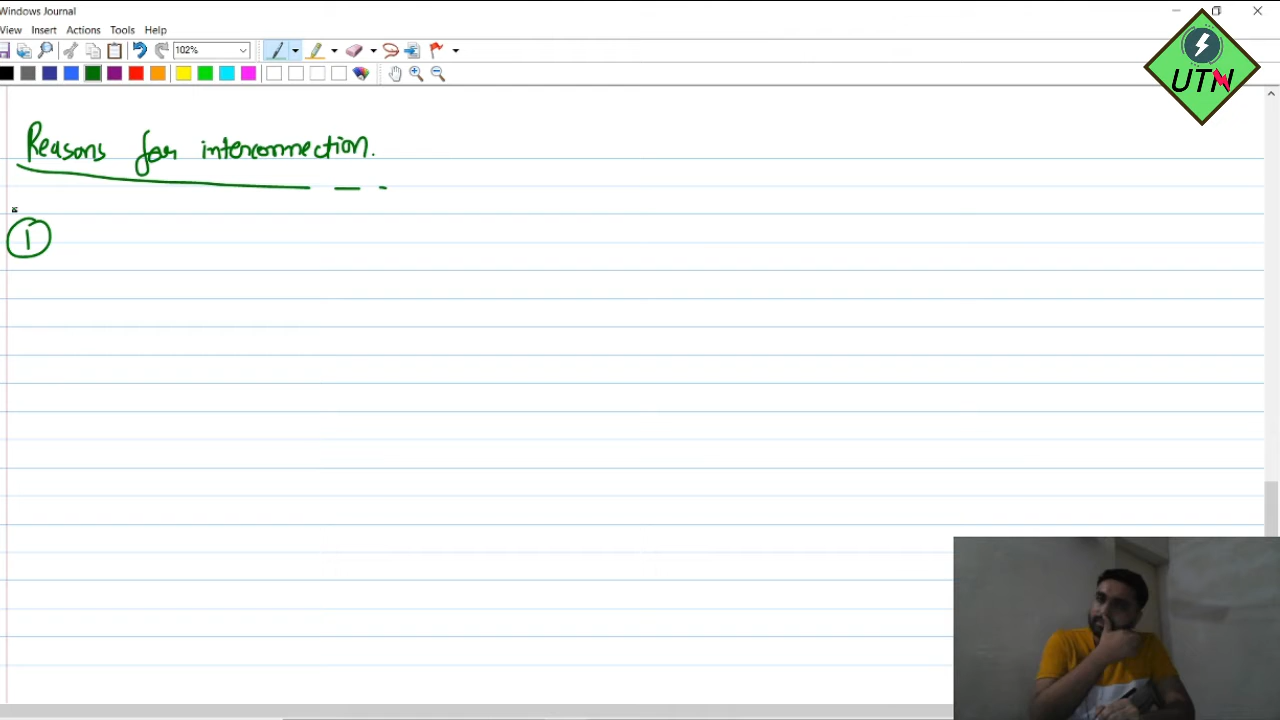 Windows Journal
View Insert Actions Tools Help
102%
UTN
Reasons for interconnection.
1